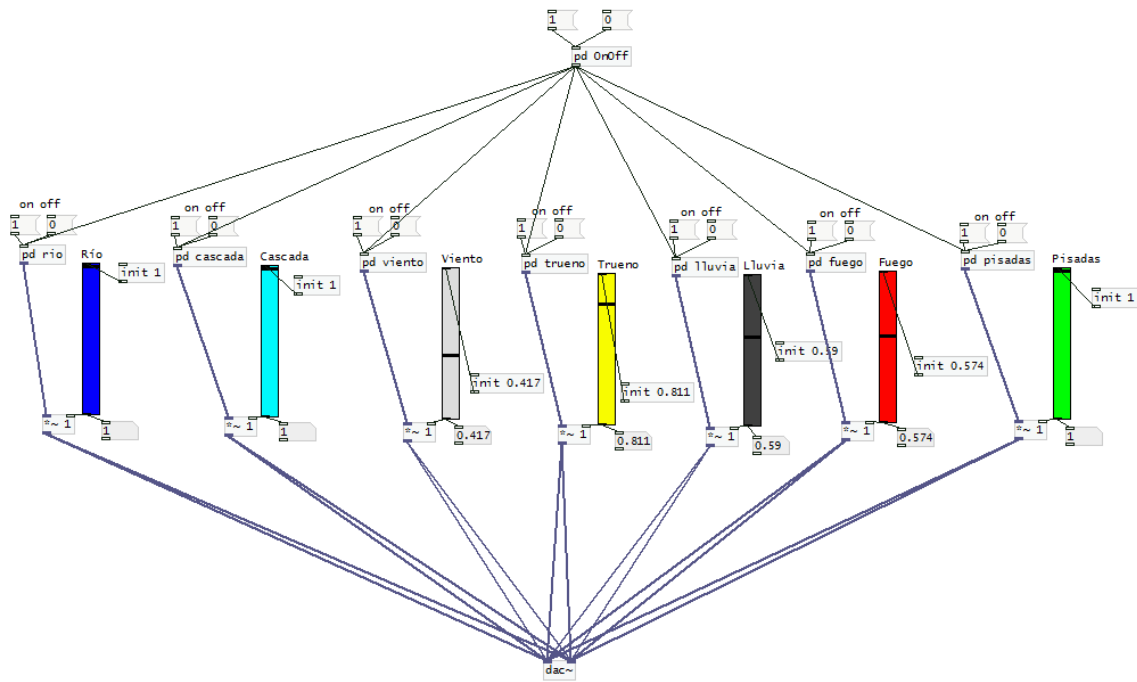 1 0
pd OnOff
on off
1 0
pd rio
Río
init 1
*~ 1
1
on off
1 0
pd cascada
Cascada
init 1
*~ 1
1
on off
1 0
pd viento
Viento
init 0.417
*~ 1
0.417
on off
1 0
pd trueno
Trueno
init 0.811
*~ 1
0.811
on off
1 0
pd lluvia
Lluvia
init 0.59
*~ 1
0.59
on off
1 0
pd fuego
Fuego
init 0.574
*~ 1
0.574
on off
1 0
pd pisadas
Pisadas
init 1
*~ 1
1
dac~